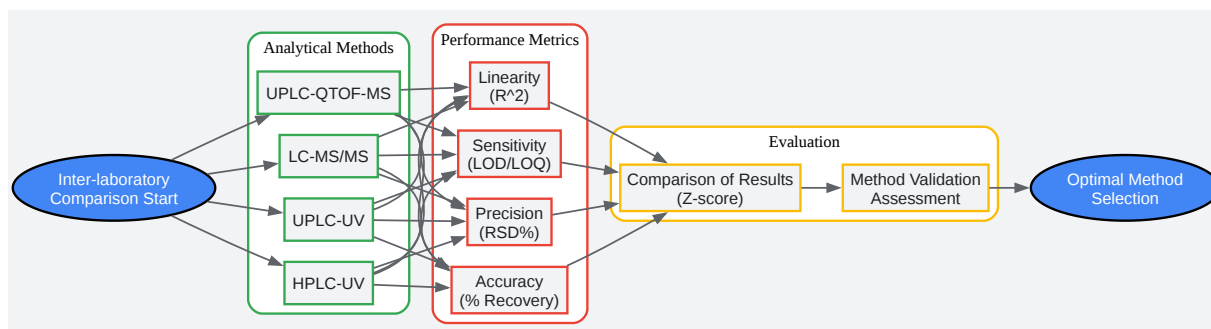 Inter-laboratory
Comparison Start
Analytical Methods
UPLC-QTOF-MS
LC-MS/MS
UPLC-UV
HPLC-UV
Performance Metrics
Linearity
(R^2)
Sensitivity
(LOD/LOQ)
Precision
(RSD%)
Accuracy
(% Recovery)
Evaluation
Comparison of Results
(Z-score)
Method Validation
Assessment
Optimal Method
Selection